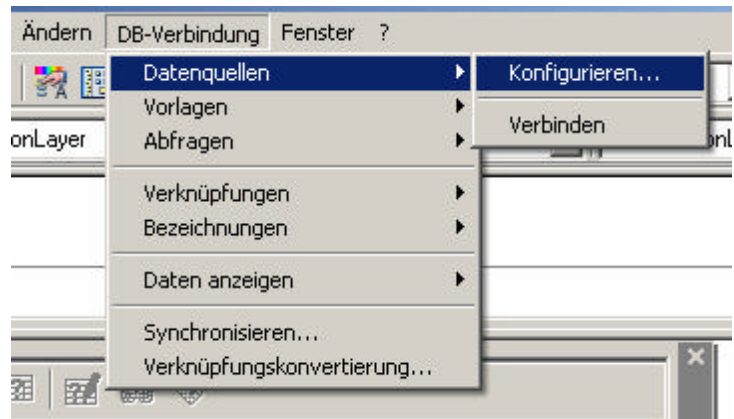 Ändern DB-Verbindung Fenster ?
Datenquellen
Konfigurieren...
Vorlagen
Verbinden
onLayer
Abfragen
onL
Verknüpfungen
Bezeichnungen
Daten anzeigen
Synchronisieren...
Verknüpfungskonvertierung...